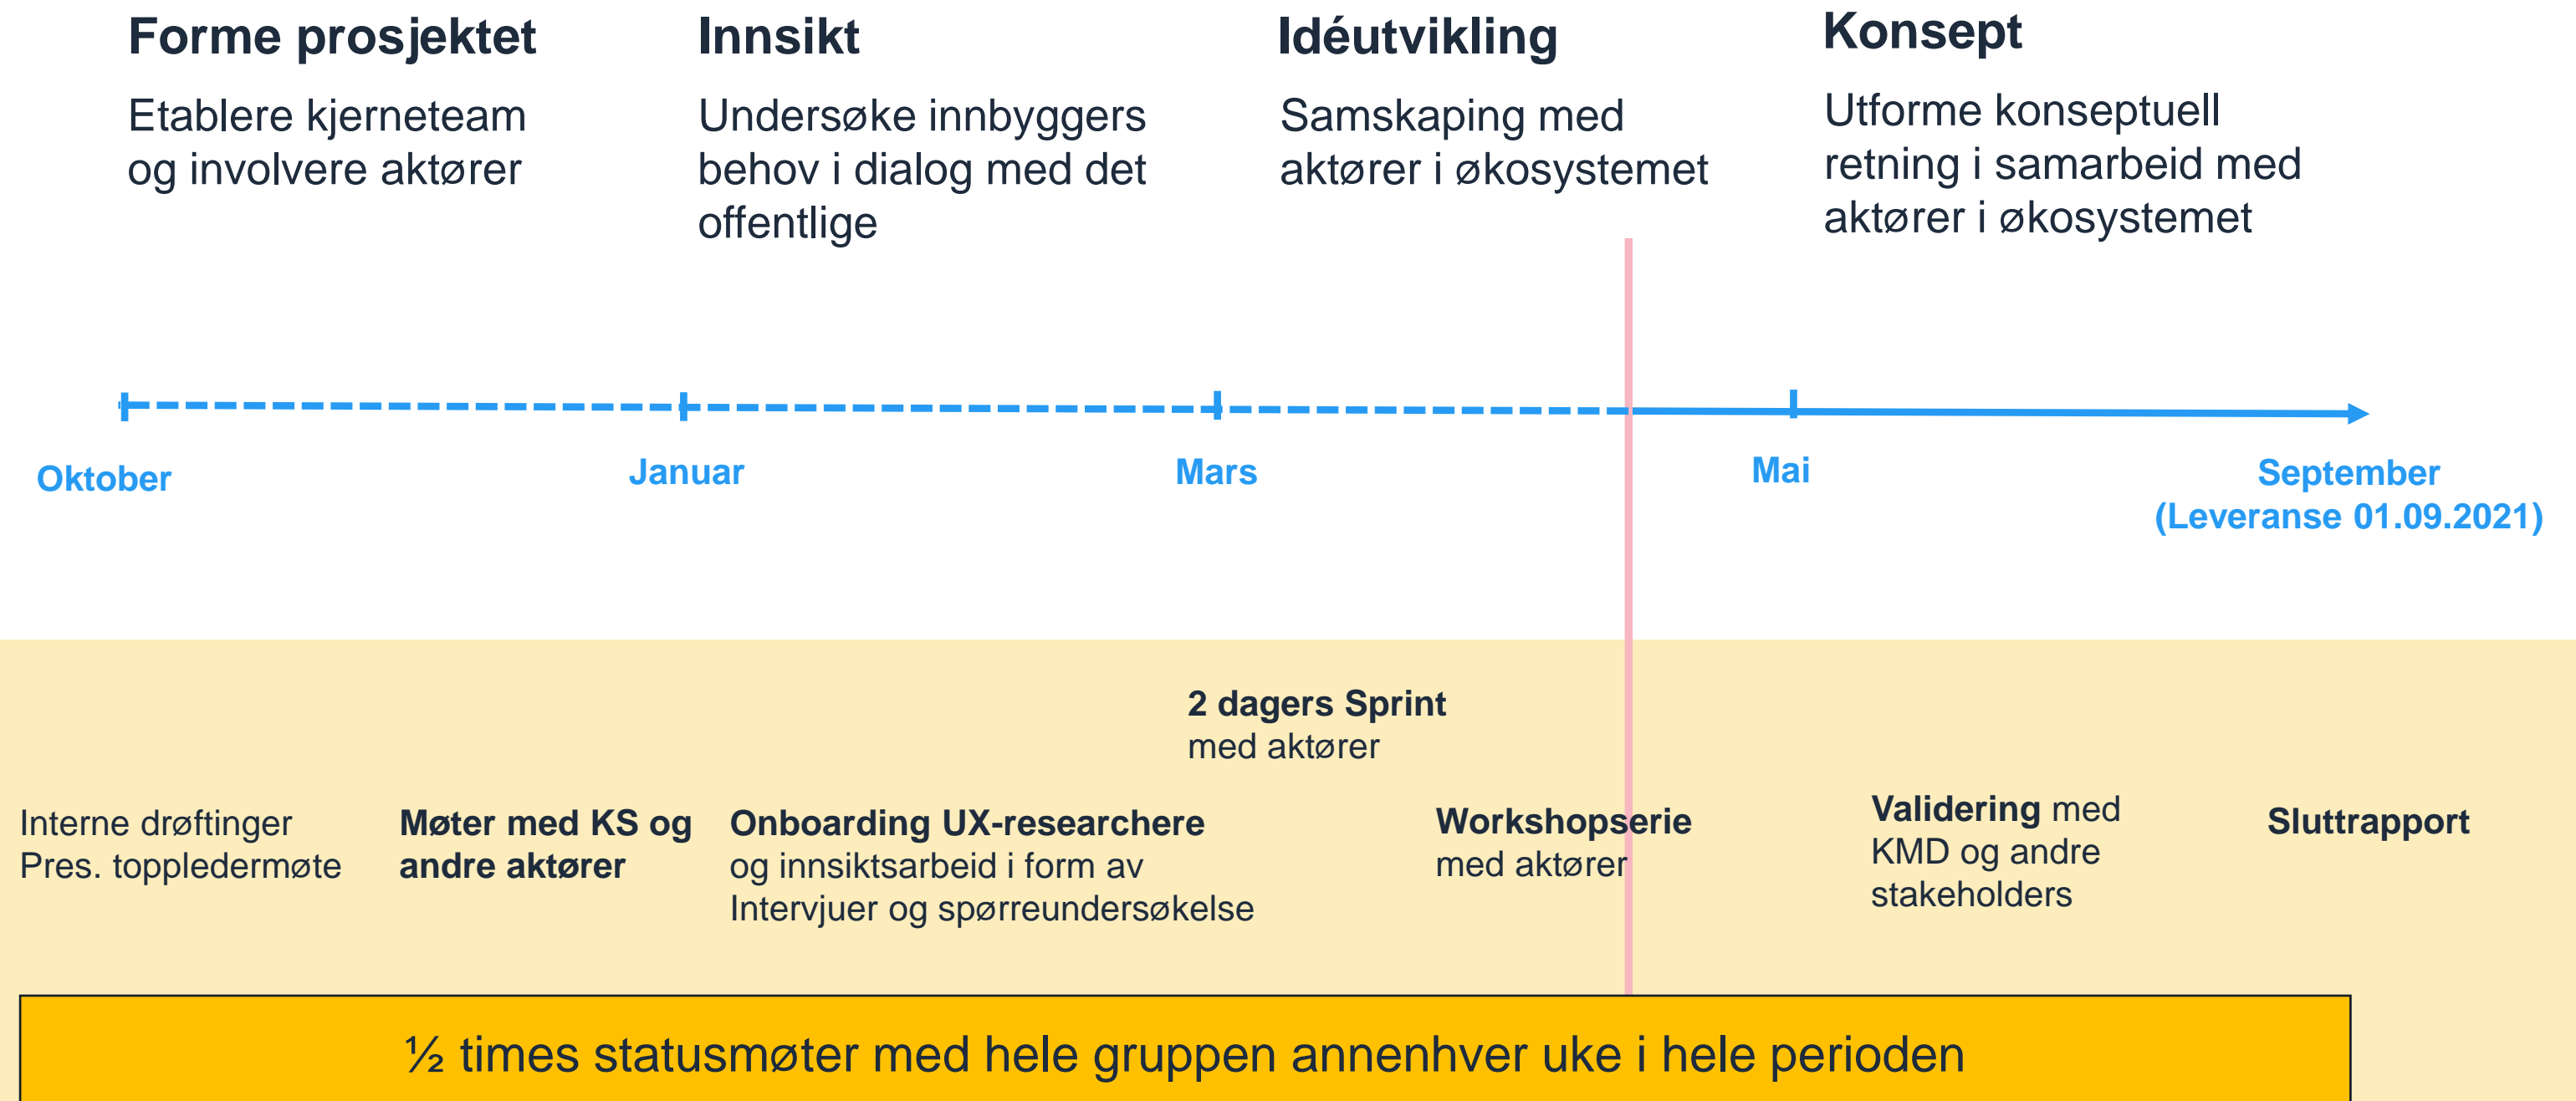 Forme prosjektet
Etablere kjerneteam
og involvere aktører
Innsikt
Undersøke innbyggers
behov i dialog med det
offentlige
Idéutvikling
Samskaping med
aktører i økosystemet
Konsept
Utforme konseptuell
retning i samarbeid med
aktører i økosystemet
Oktober
Januar
Mars
Mai
September
(Leveranse 01.09.2021)
2 dagers Sprint
med aktører
Interne drøftinger
Pres. toppledermøte
Møter med KS og
andre aktører
Onboarding UX-researchere
og innsiktsarbeid i form av
Intervjuer og spørreundersøkelse
Workshopserie
med aktører
Validering med
KMD og andre
stakeholders
Sluttrapport
½ times statusmøter med hele gruppen annenhver uke i hele perioden